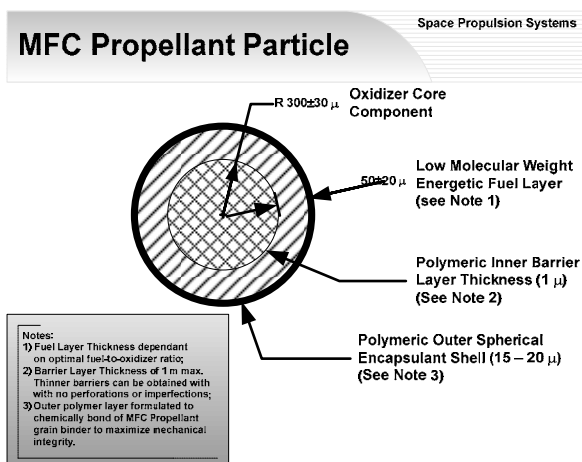 Space Propulsion Systems
MFC Propellant Particle
R 300±30 μ
Oxidizer Core
Component
50±20 μ
Low Molecular Weight
Energetic Fuel Layer
(see Note 1)
Polymeric Inner Barrier
Layer Thickness (1 μ)
(See Note 2)
Polymeric Outer Spherical
Encapsulant Shell (15 – 20 μ)
(See Note 3)
Notes:
1) Fuel Layer Thickness dependant
on optimal fuel-to-oxidizer ratio;
2) Barrier Layer Thickness of 1 m max.
Thinner barriers can be obtained with
with no perforations or imperfections;
3) Outer polymer layer formulated to
chemically bond of MFC Propellant
grain binder to maximize mechanical
integrity.